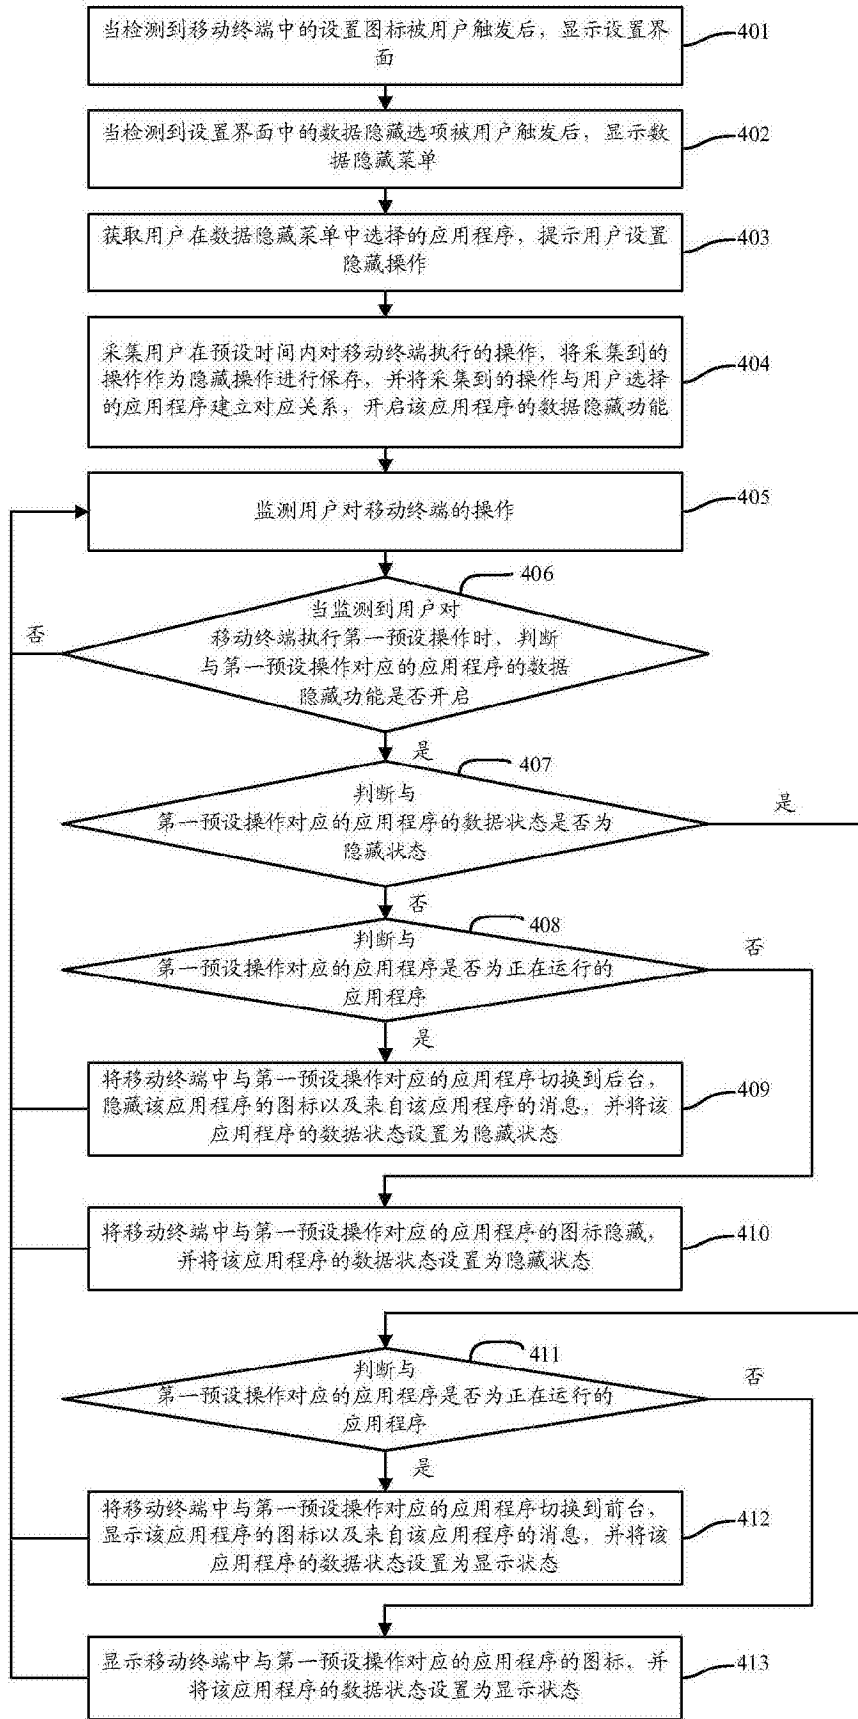 当检测到移动终端中的设置图标被用户触发后，显示设置界
面
401
当检测到设置界面中的数据隐藏选项被用户触发后，显示数
据隐藏菜单
402
获取用户在数据隐藏菜单中选择的应用程序，提示用户设置
隐藏操作
403
采集用户在预设时间内对移动终端执行的操作，将采集到的
操作作为隐藏操作进行保存，并将采集到的操作与用户选择
的应用程序建立对应关系，开启该应用程序的数据隐藏功能
404
监测用户对移动终端的操作
405
406
当监测到用户对
移动终端执行第一预设操作时，判断
与第一预设操作对应的应用程序的数据
隐藏功能是否开启
否
是
407
判断与
第一预设操作对应的应用程序的数据状态是否为
隐藏状态
是
否
408
判断与
第一预设操作对应的应用程序是否为正在运行的
应用程序
否
是
将移动终端中与第一预设操作对应的应用程序切换到后台，
隐藏该应用程序的图标以及来自该应用程序的消息，并将该
应用程序的数据状态设置为隐藏状态
409
将移动终端中与第一预设操作对应的应用程序的图标隐藏，
并将该应用程序的数据状态设置为隐藏状态
410
411
判断与
第一预设操作对应的应用程序是否为正在运行的
应用程序
否
是
将移动终端中与第一预设操作对应的应用程序切换到前台，
显示该应用程序的图标以及来自该应用程序的消息，并将该
应用程序的数据状态设置为显示状态
412
显示移动终端中与第一预设操作对应的应用程序的图标，并
将该应用程序的数据状态设置为显示状态
413